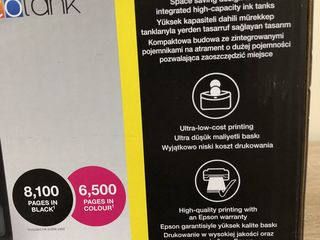 tank
Space saving design
integrated high-capacity ink tanks
Yüksek kapasiteli dahili mürekkep
tanklarıyla yerden tasarruf sağlayan tasarım
Kompaktowa budowa ze zintegrowanymi
pojemnikami na atrament o dużej pojemności
pozwalająca zaoszczędzić miejsce
Ultra-low-cost printing
Ultra düşük maliyetli baskı
Wyjątkowo niski koszt drukowania
8,100
PAGES IN
BLACK¹
6,500
PAGES IN
COLOUR¹
High-quality printing with
an Epson warranty
Epson garantisiyle yüksek kalite baskı
Drukowanie w wysokiej jakości oraz